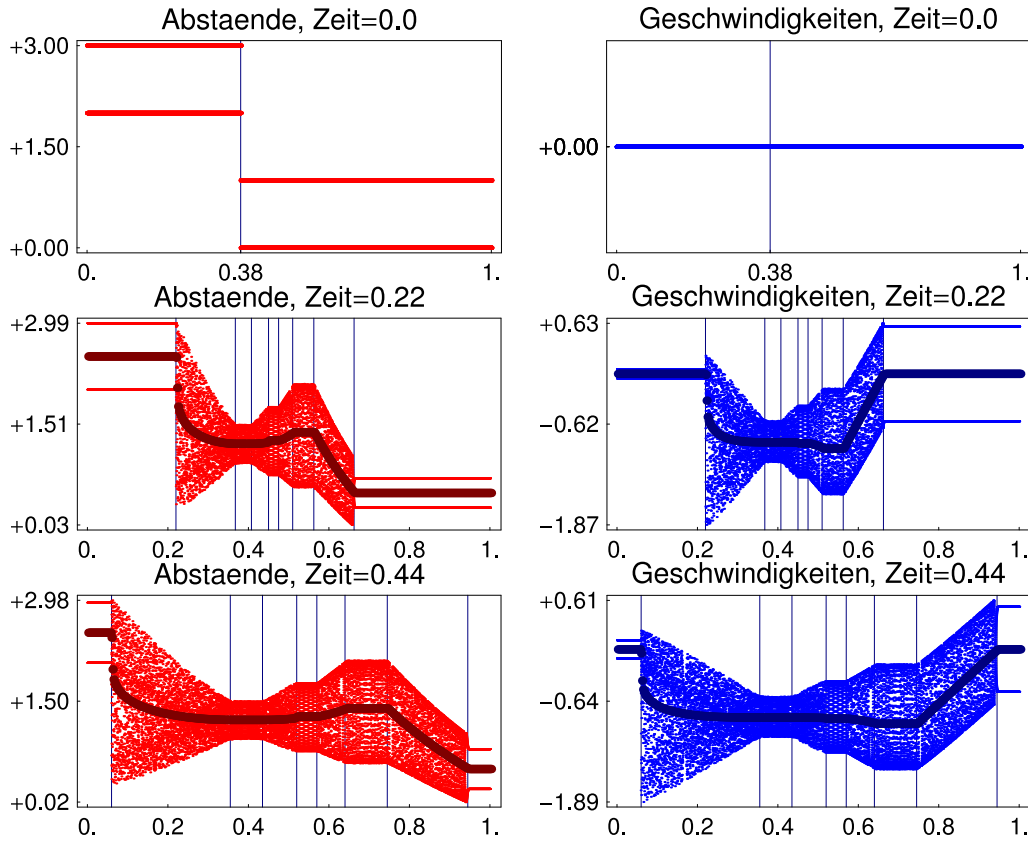 Abstaende, Zeit=0.0
+3.00
+1.50
+0.00
0.
0.38
1.
Geschwindigkeiten, Zeit=0.0
+0.00
0.
0.38
1.
Abstaende, Zeit=0.22
+2.99
+1.51
+0.03
0. 0.2 0.4 0.6 0.8 1.
Geschwindigkeiten, Zeit=0.22
+0.63
−0.62
−1.87
0. 0.2 0.4 0.6 0.8 1.
Abstaende, Zeit=0.44
+2.98
+1.50
+0.02
0. 0.2 0.4 0.6 0.8 1.
Geschwindigkeiten, Zeit=0.44
+0.61
−0.64
−1.89
0. 0.2 0.4 0.6 0.8 1.